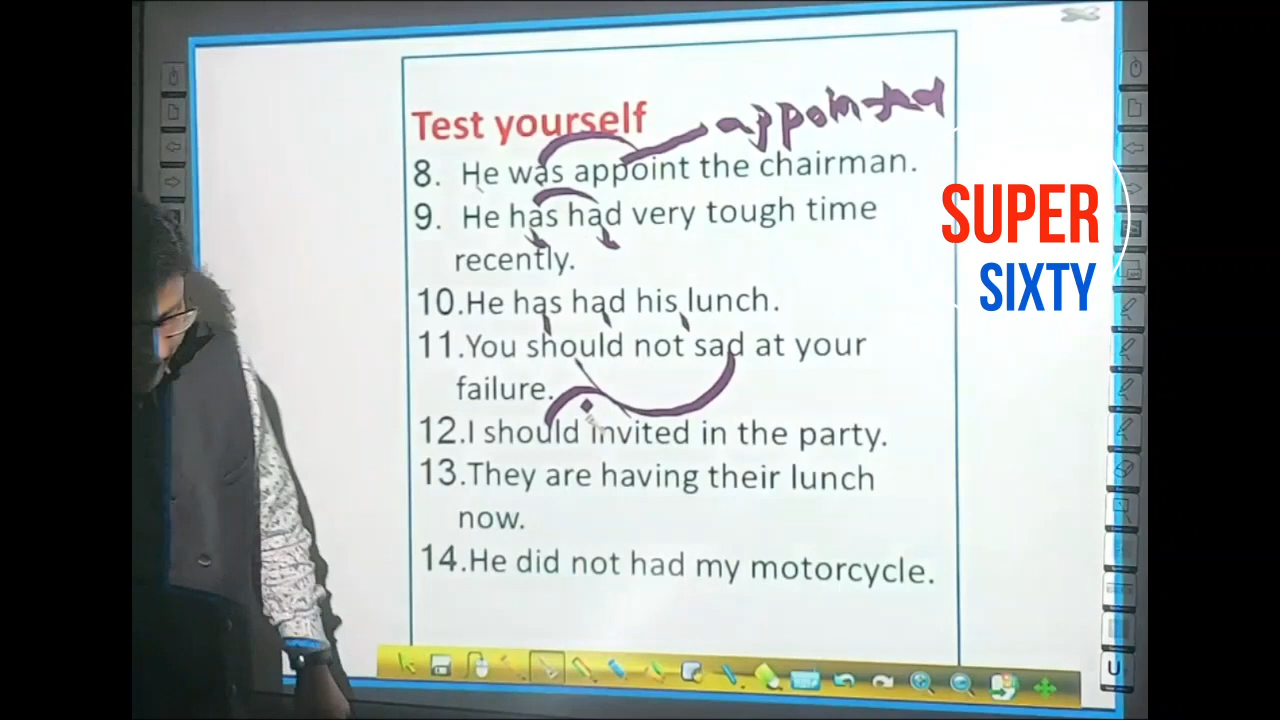 Test yourself
appointed
8. He was appoint the chairman.
9. He has had very tough time
recently.
10.He has had his lunch.
11.You should not sad at your
failure.
12.I should invited in the party.
13.They are having their lunch
now.
14.He did not had my motorcycle.
SUPER
SIXTY
U